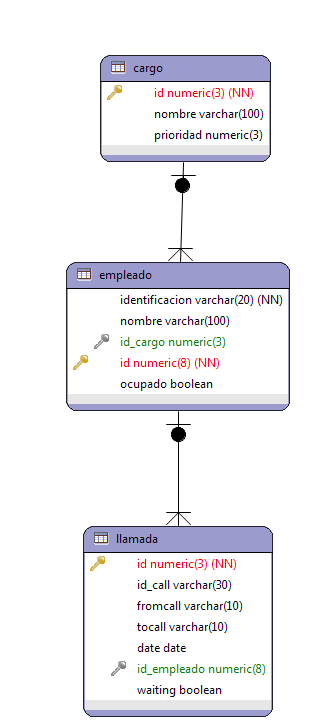 cargo
id numeric(3) (NN)
nombre varchar(100)
prioridad numeric(3)
empleado
identificacion varchar(20) (NN)
nombre varchar(100)
id_cargo numeric(3)
id numeric(8) (NN)
ocupado boolean
llamada
id numeric(3) (NN)
id_call varchar(30)
fromcall varchar(10)
tocall varchar(10)
date date
id_empleado numeric(8)
waiting boolean